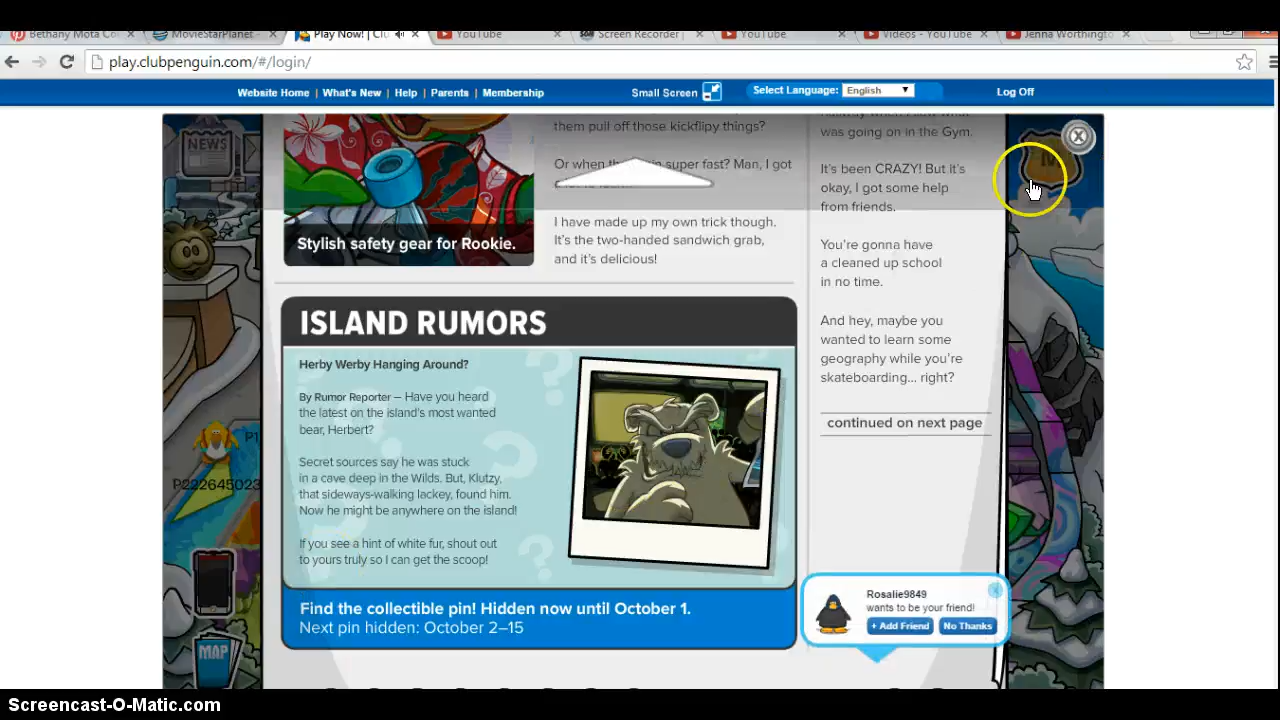 Bethany Mota Co
MovieStarPlanet -
Play Now! | Clu
YouTube
Screen Recorder
YouTube
Videos - YouTube
Jenna Worthingto
play.clubpenguin.com/#/login/
Website Home | What's New | Help | Parents | Membership
Small Screen
Select Language: English
Log Off
NEWS
them pull off those kickflipy things?
Or when super fast? Man, I got
I have made up my own trick though.
It's the two-handed sandwich grab,
and it's delicious!
Stylish safety gear for Rookie.
was going on in the Gym.
It's been CRAZY! But it's
okay, I got some help
from friends.
You're gonna have
a cleaned up school
in no time.
And hey, maybe you
wanted to learn some
geography while you're
skateboarding... right?
continued on next page
ISLAND RUMORS
Herby Werby Hanging Around?
By Rumor Reporter – Have you heard
the latest on the island's most wanted
bear, Herbert?
Secret sources say he was stuck
in a cave deep in the Wilds. But, Klutzy,
that sideways-walking lackey, found him.
Now he might be anywhere on the island!
If you see a hint of white fur, shout out
to yours truly so I can get the scoop!
Find the collectible pin! Hidden now until October 1.
Next pin hidden: October 2–15
P1
P222645023
MAP
M
Rosalie9849
wants to be your friend!
+ Add Friend
No Thanks
Screencast-O-Matic.com